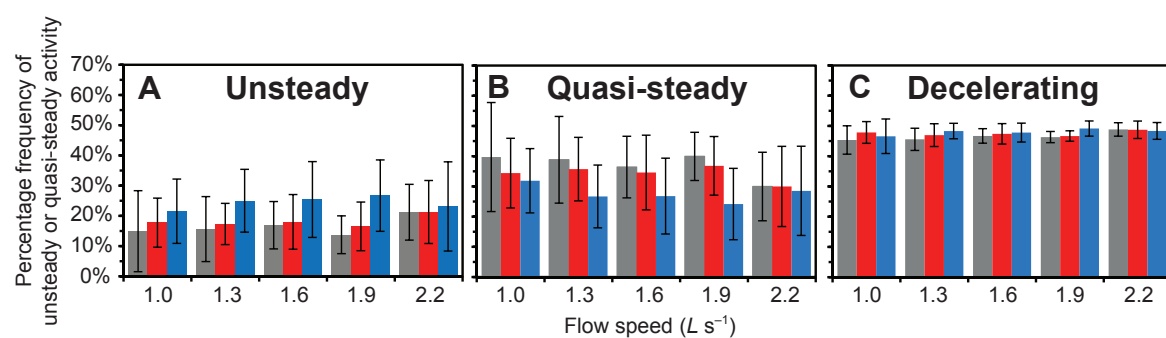 Percentage frequency of
unsteady or quasi-steady activity
70%
60%
50%
40%
30%
20%
10%
0%
A Unsteady
B Quasi-steady
C Decelerating
1.0 1.3 1.6 1.9 2.2
1.0 1.3 1.6 1.9 2.2
1.0 1.3 1.6 1.9 2.2
Flow speed (L s⁻¹)